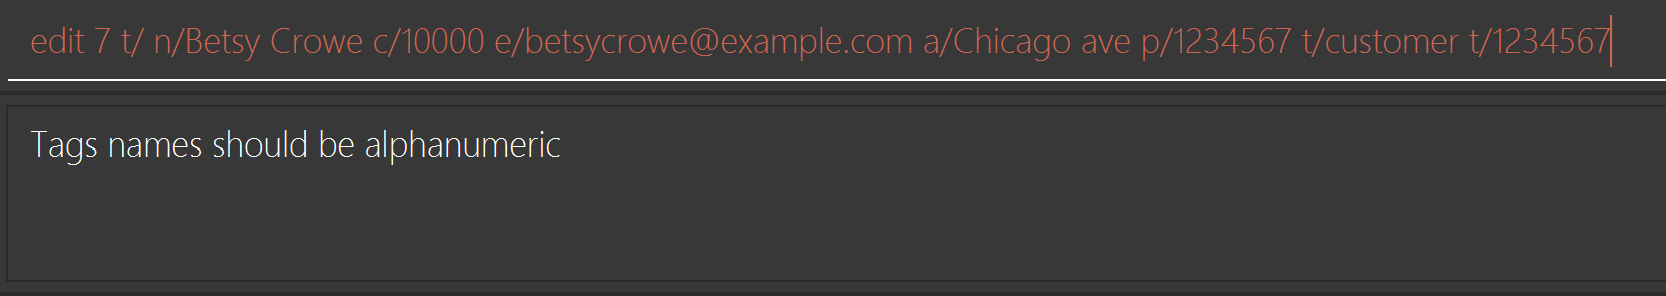 edit 7 t/ n/Betsy Crowe c/10000 e/betsycrowe@example.com a/Chicago ave p/1234567 t/customer t/1234567
Tags names should be alphanumeric